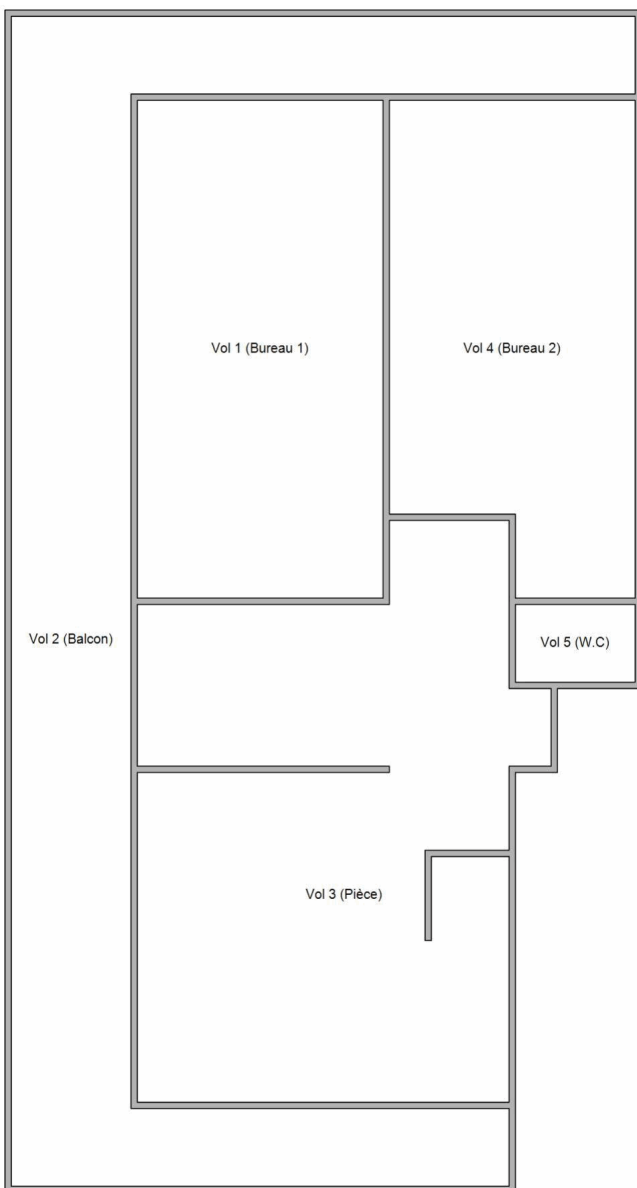 Vol 1 (Bureau 1)
Vol 4 (Bureau 2)
Vol 2 (Balcon)
Vol 5 (W.C)
Vol 3 (Pièce)